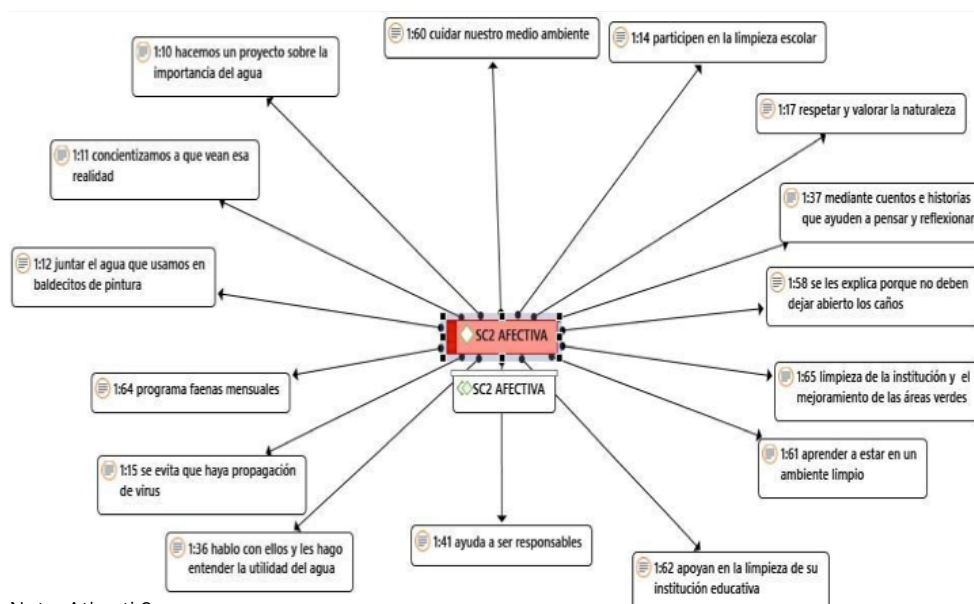 1:60 cuidar nuestro medio ambiente
1:14 participen en la limpieza escolar
1:10 hacemos un proyecto sobre la
importancia del agua
1:17 respetar y valorar la naturaleza
1:11 concientizamos a que vean esa
realidad
1:37 mediante cuentos e historias
que ayuden a pensar y reflexionar
1:12 juntar el agua que usamos en
baldecitos de pintura
1:58 se les explica porque no deben
dejar abierto los caños
SC2 AFECTIVA
SC2 AFECTIVA
1:64 programa faenas mensuales
1:65 limpieza de la institución y el
mejoramiento de las áreas verdes
1:61 aprender a estar en un
ambiente limpio
1:15 se evita que haya propagación
de virus
1:36 hablo con ellos y les hago
entender la utilidad del agua
1:41 ayuda a ser responsables
1:62 apoyan en la limpieza de su
institución educativa